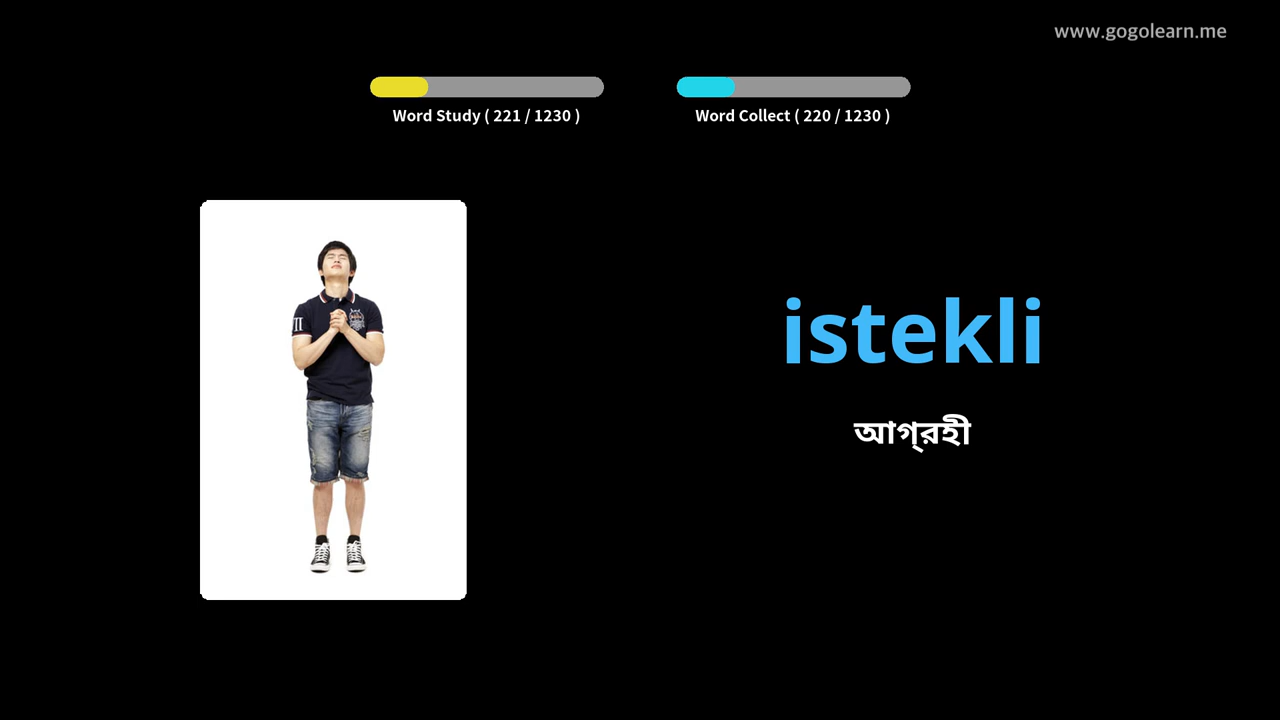 www.gogolearn.me
Word Study ( 221 / 1230 )
Word Collect ( 220 / 1230 )
istekli
আগ্রহী